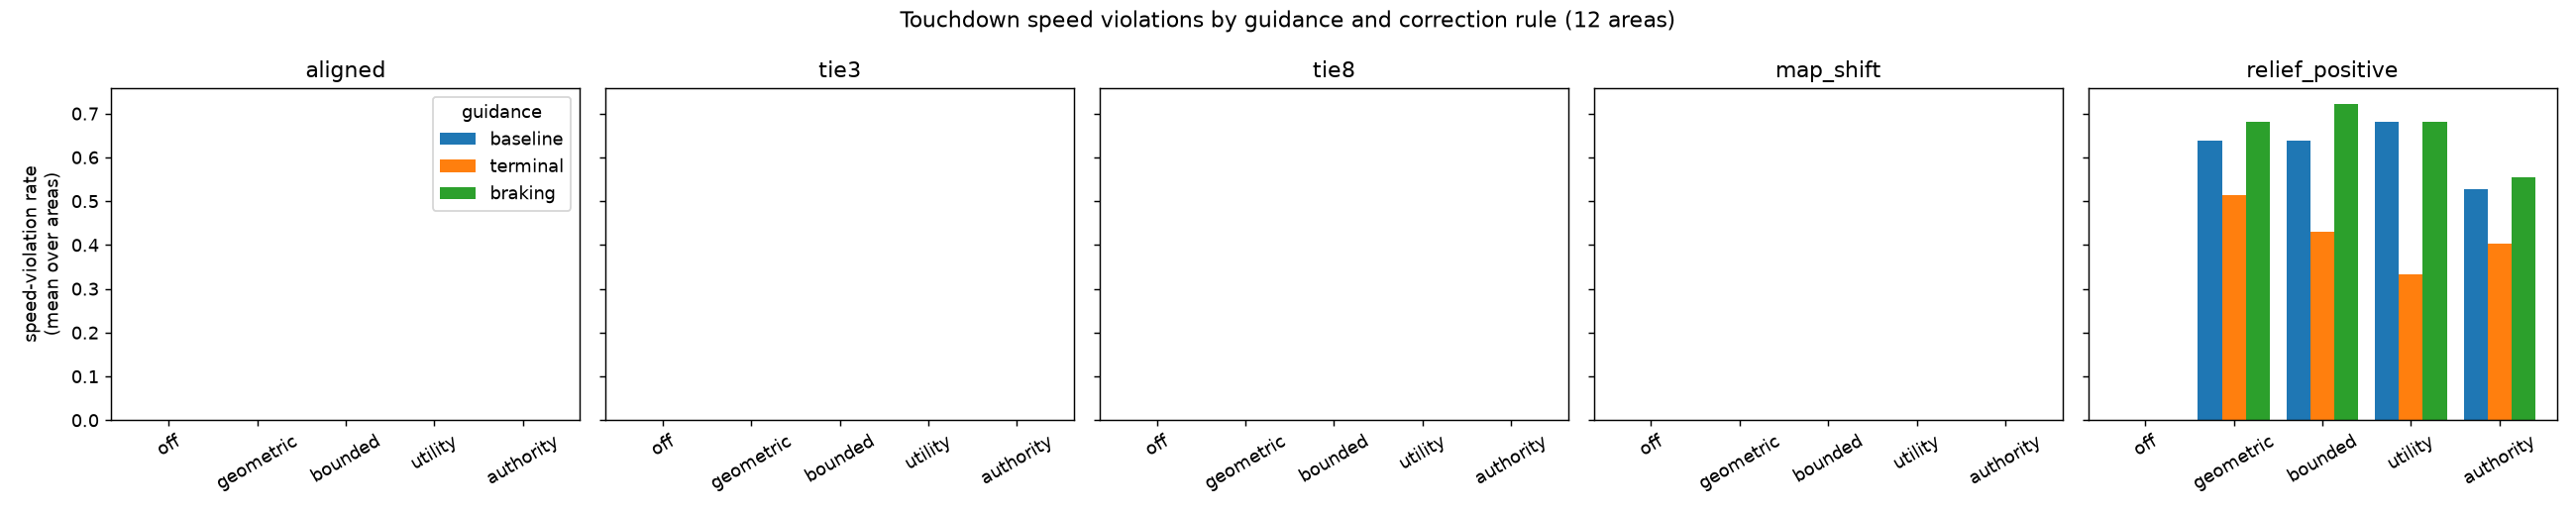 Touchdown speed violations by guidance and correction rule (12 areas)
aligned
tie3
tie8
map_shift
relief_positive
speed-violation rate
(mean over areas)
0.7
0.6
0.5
0.4
0.3
0.2
0.1
0.0
guidance
baseline
terminal
braking
off geometric bounded utility authority
off geometric bounded utility authority
off geometric bounded utility authority
off geometric bounded utility authority
off geometric bounded utility authority